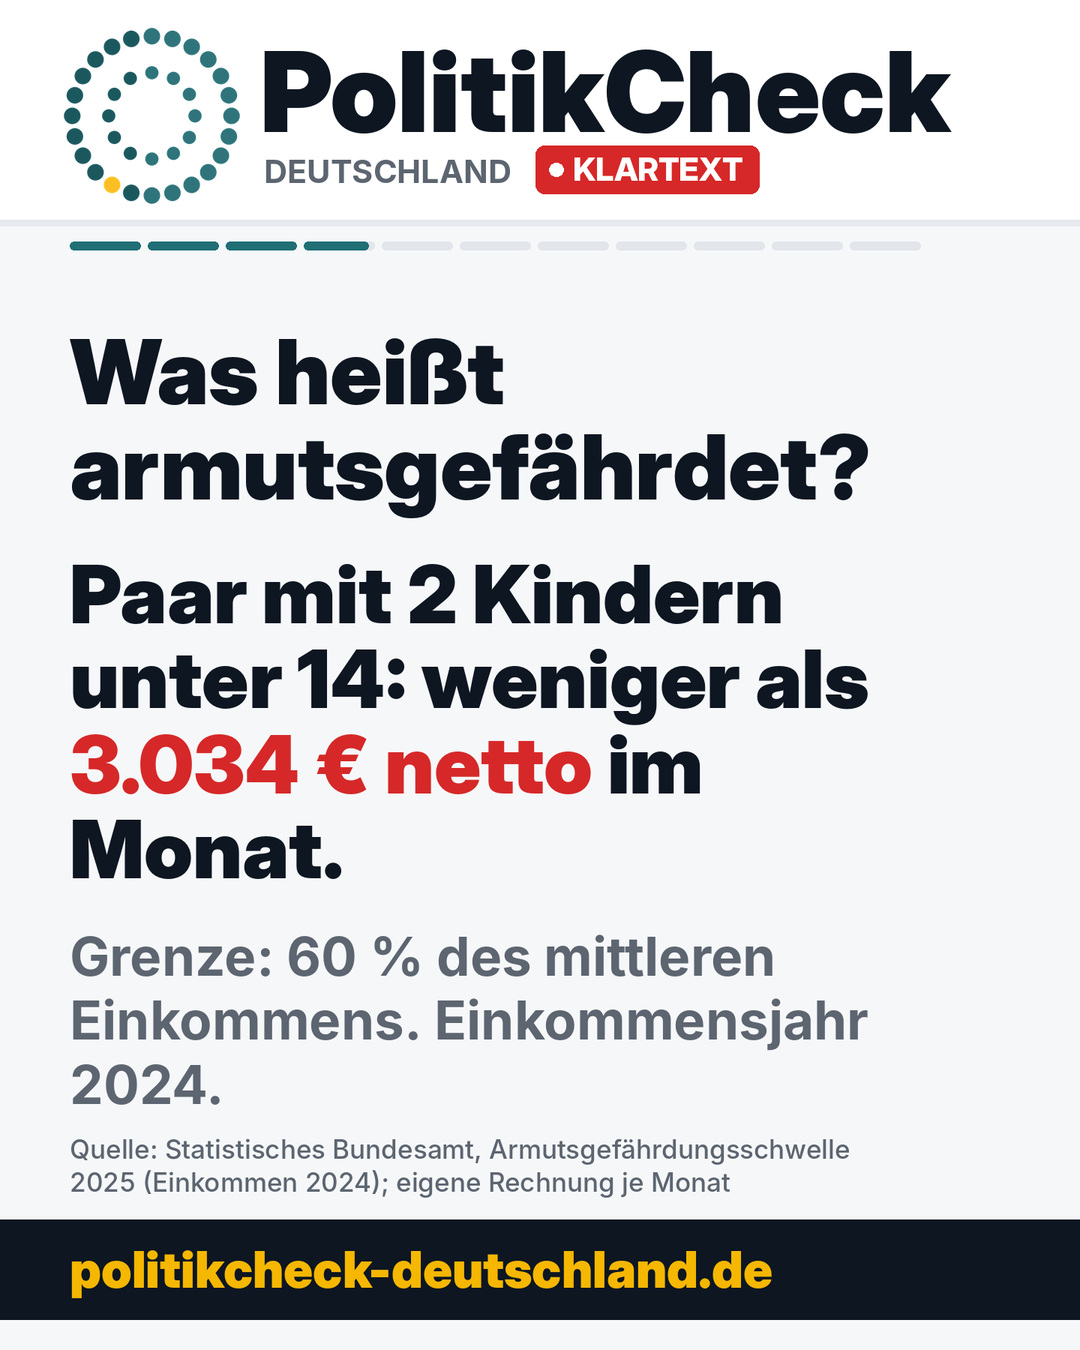 PolitikCheck
DEUTSCHLAND KLARTEXT
Was heißt
armutsgefährdet?
Paar mit 2 Kindern
unter 14: weniger als
3.034 € netto im
Monat.
Grenze: 60 % des mittleren
Einkommens. Einkommensjahr
2024.
Quelle: Statistisches Bundesamt, Armutsgefährdungsschwelle
2025 (Einkommen 2024); eigene Rechnung je Monat
politikcheck-deutschland.de